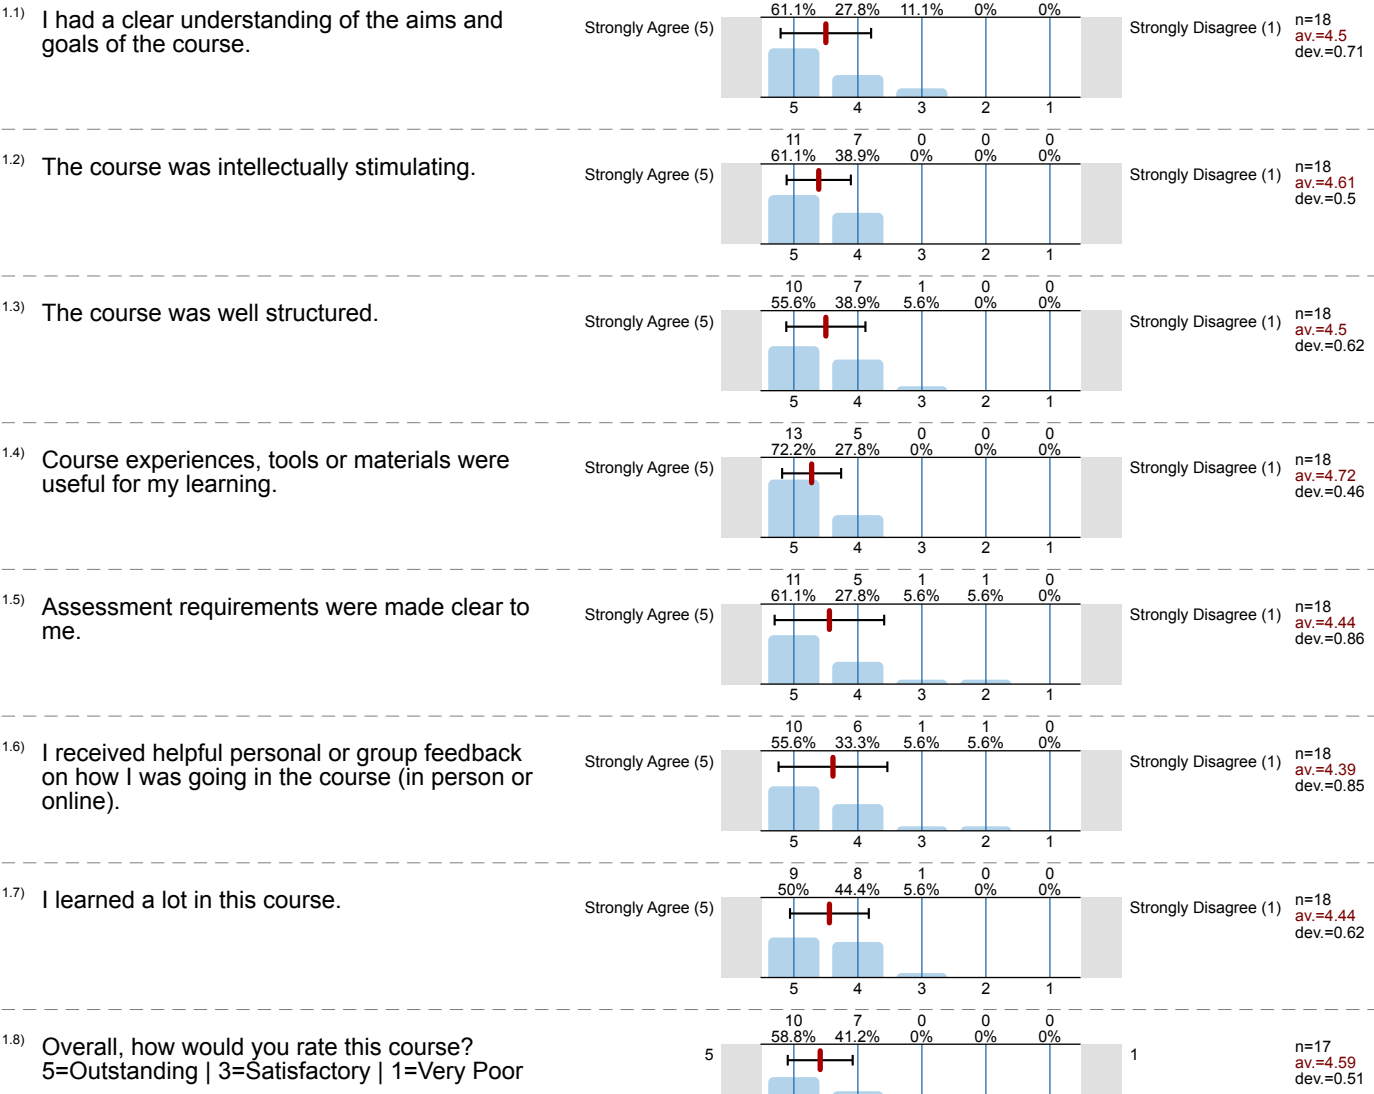 1.1) I had a clear understanding of the aims and
goals of the course.
Strongly Agree (5)
61.1% 27.8% 11.1% 0% 0%
5 4 3 2 1
Strongly Disagree (1)
n=18
av.=4.5
dev.=0.71
1.2) The course was intellectually stimulating.
Strongly Agree (5)
11 7 0 0 0
61.1% 38.9% 0% 0% 0%
5 4 3 2 1
Strongly Disagree (1)
n=18
av.=4.61
dev.=0.5
1.3) The course was well structured.
Strongly Agree (5)
10 7 1 0 0
55.6% 38.9% 5.6% 0% 0%
5 4 3 2 1
Strongly Disagree (1)
n=18
av.=4.5
dev.=0.62
1.4) Course experiences, tools or materials were
useful for my learning.
Strongly Agree (5)
13 5 0 0 0
72.2% 27.8% 0% 0% 0%
5 4 3 2 1
Strongly Disagree (1)
n=18
av.=4.72
dev.=0.46
1.5) Assessment requirements were made clear to
me.
Strongly Agree (5)
11 5 1 1 0
61.1% 27.8% 5.6% 5.6% 0%
5 4 3 2 1
Strongly Disagree (1)
n=18
av.=4.44
dev.=0.86
1.6) I received helpful personal or group feedback
on how I was going in the course (in person or
online).
Strongly Agree (5)
10 6 1 1 0
55.6% 33.3% 5.6% 5.6% 0%
5 4 3 2 1
Strongly Disagree (1)
n=18
av.=4.39
dev.=0.85
1.7) I learned a lot in this course.
Strongly Agree (5)
9 8 1 0 0
50% 44.4% 5.6% 0% 0%
5 4 3 2 1
Strongly Disagree (1)
n=18
av.=4.44
dev.=0.62
1.8) Overall, how would you rate this course?
5=Outstanding | 3=Satisfactory | 1=Very Poor
5
10 7 0 0 0
58.8% 41.2% 0% 0% 0%
1
n=17
av.=4.59
dev.=0.51